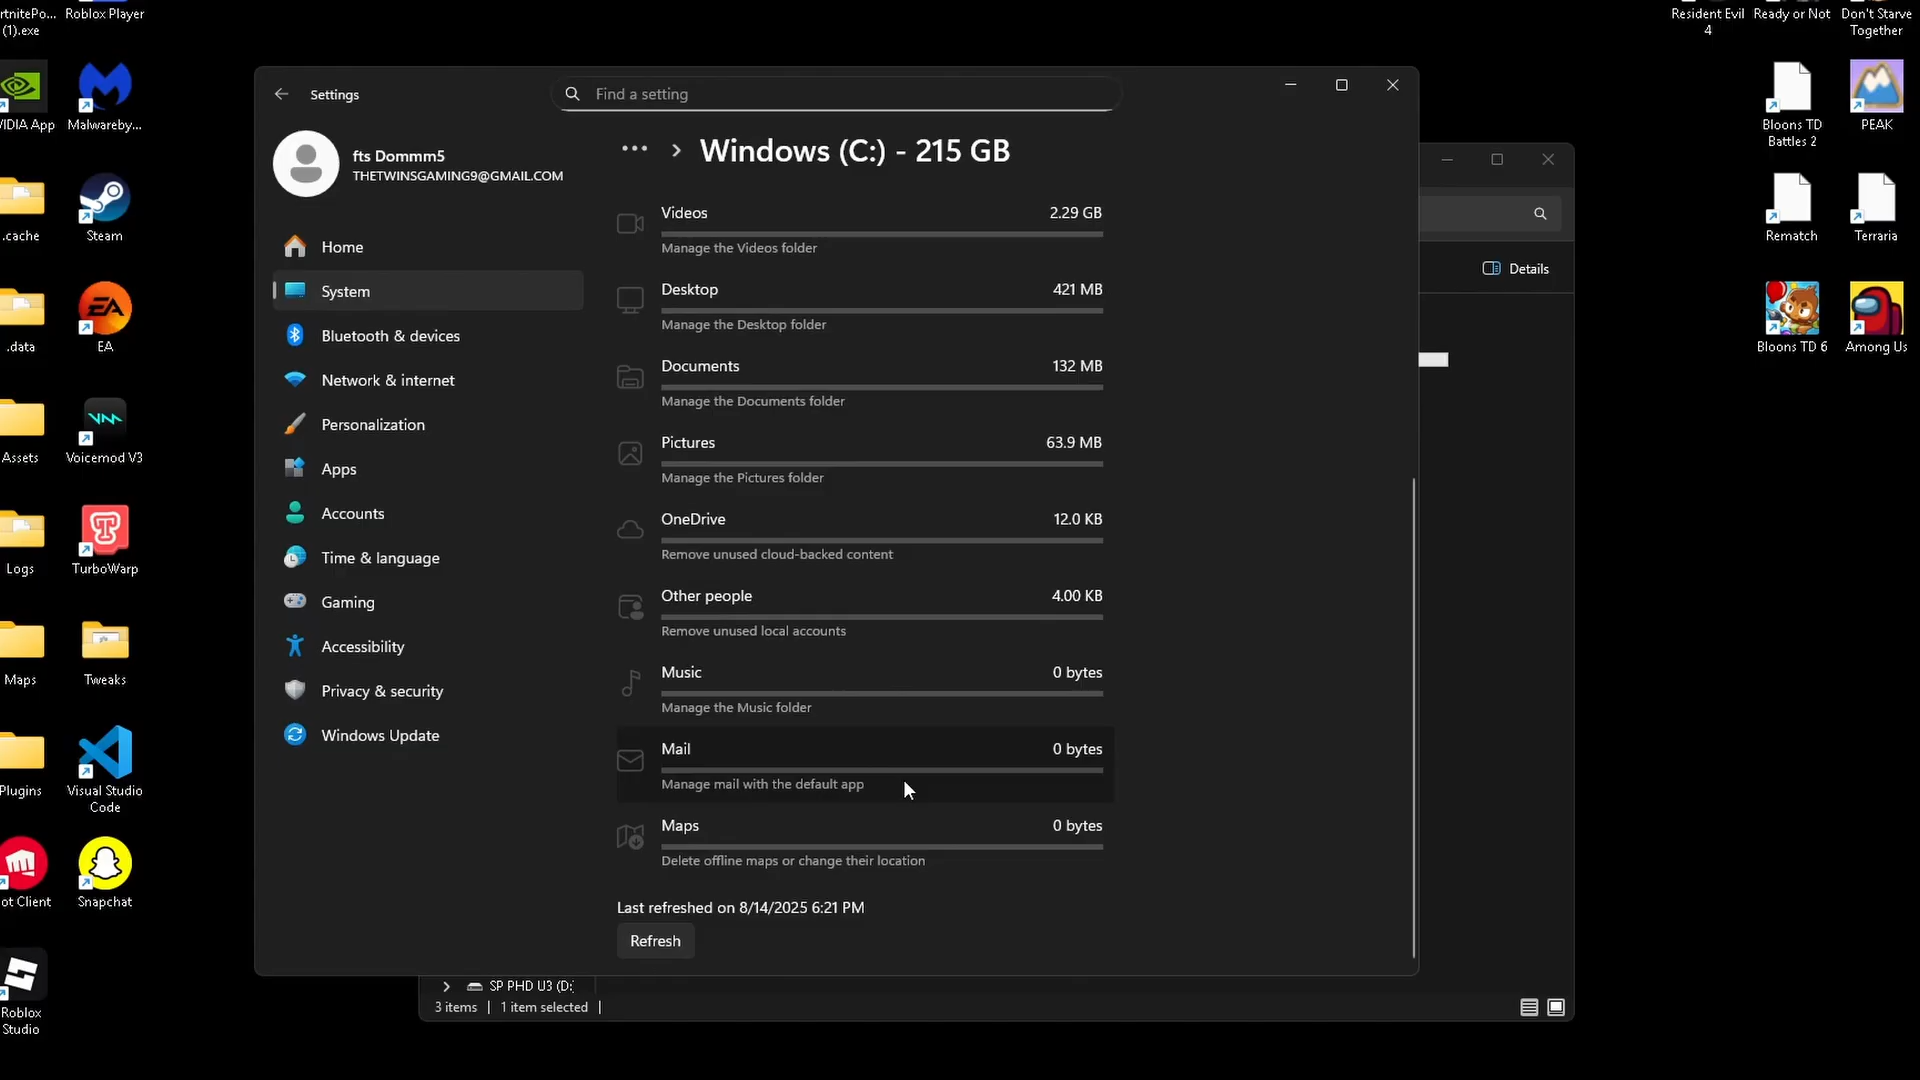 rtnitePo...
(1).exe
Roblox Player
VIDIA App
Malwareby...
.cache
Steam
.data
EA
Assets
Voicemod V3
Logs
TurboWarp
Maps
Tweaks
Plugins
Visual Studio
Code
ot Client
Snapchat
Roblox
Studio
Settings
Find a setting
fts Dommm5
THETWINSGAMING9@GMAIL.COM
Home
System
Bluetooth & devices
Network & internet
Personalization
Apps
Accounts
Time & language
Gaming
Accessibility
Privacy & security
Windows Update
... > Windows (C:) - 215 GB
Videos 2.29 GB
Manage the Videos folder
Desktop 421 MB
Manage the Desktop folder
Documents 132 MB
Manage the Documents folder
Pictures 63.9 MB
Manage the Pictures folder
OneDrive 12.0 KB
Remove unused cloud-backed content
Other people 4.00 KB
Remove unused local accounts
Music 0 bytes
Manage the Music folder
Mail 0 bytes
Manage mail with the default app
Maps 0 bytes
Delete offline maps or change their location
Last refreshed on 8/14/2025 6:21 PM
Refresh
Details
SP PHD U3 (D:)
3 items | 1 item selected |
Resident Evil
4
Ready or Not
Don't Starve
Together
Bloons TD
Battles 2
PEAK
Rematch
Terraria
Bloons TD 6
Among Us